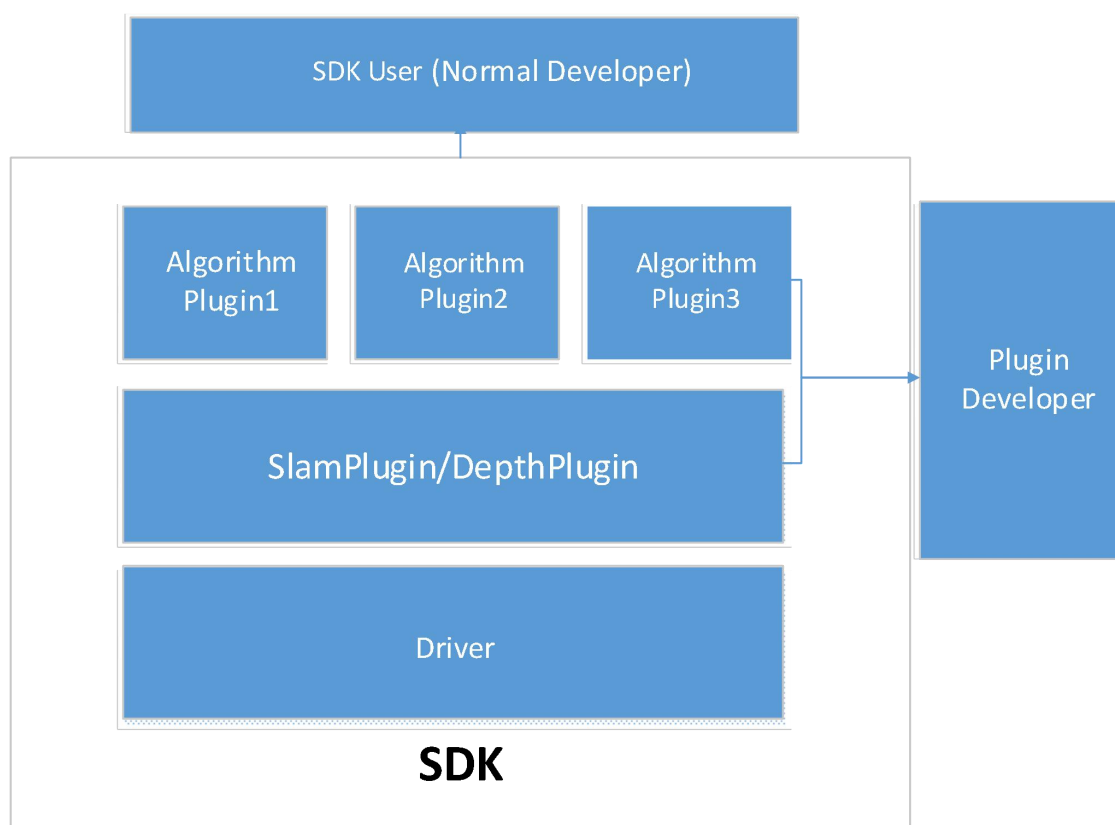 SDK User (Normal Developer)
Algorithm
Plugin1
Algorithm
Plugin2
Algorithm
Plugin3
Plugin
Developer
SlamPlugin/DepthPlugin
Driver
SDK